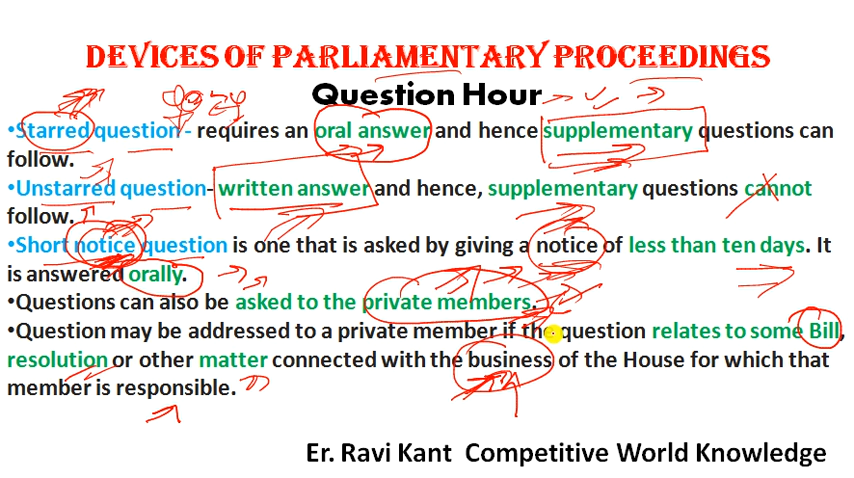 DEVICES OF PARLIAMENTARY PROCEEDINGS
Question Hour
•Starred question - requires an oral answer and hence supplementary questions can
follow.
•Unstarred question- written answer and hence, supplementary questions cannot
follow.
•Short notice question is one that is asked by giving a notice of less than ten days. It
is answered orally.
•Questions can also be asked to the private members.
•Question may be addressed to a private member if the question relates to some Bill,
resolution or other matter connected with the business of the House for which that
member is responsible.
Er. Ravi Kant Competitive World Knowledge